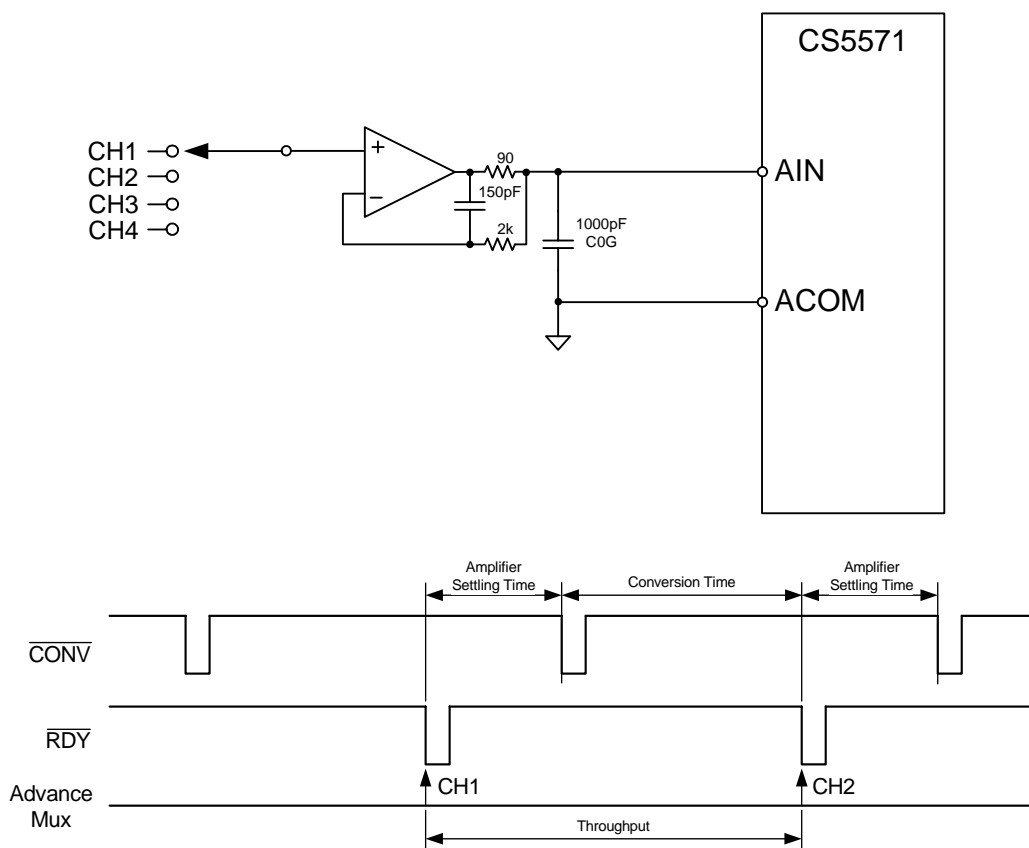 CS5571
CH1
CH2
CH3
CH4
+
−
90
150pF
2k
1000pF
C0G
AIN
ACOM
Amplifier
Settling Time
Conversion Time
Amplifier
Settling Time
CONV
RDY
Advance
Mux
CH1
CH2
Throughput